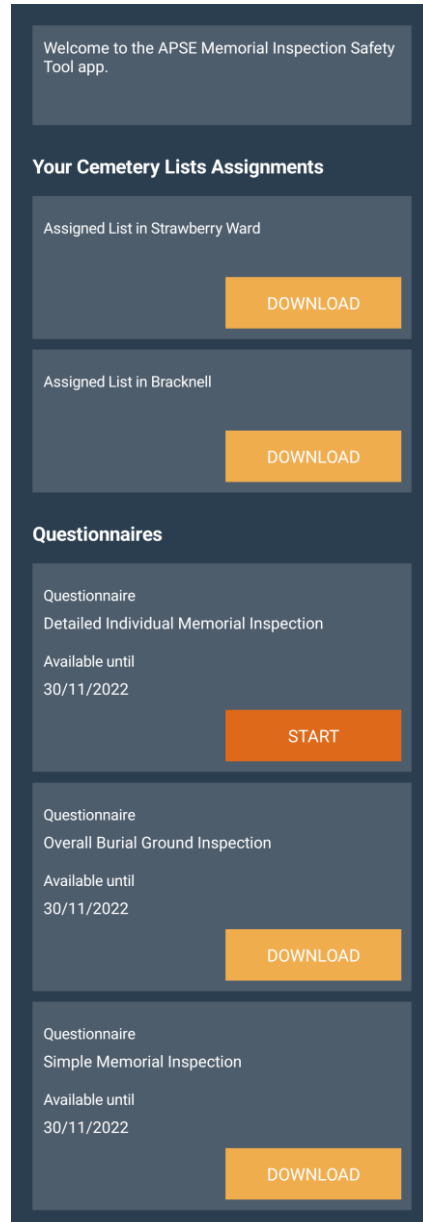 Welcome to the APSE Memorial Inspection Safety
Tool app.
Your Cemetery Lists Assignments
Assigned List in Strawberry Ward
DOWNLOAD
Assigned List in Bracknell
DOWNLOAD
Questionnaires
Questionnaire
Detailed Individual Memorial Inspection
Available until
30/11/2022
START
Questionnaire
Overall Burial Ground Inspection
Available until
30/11/2022
DOWNLOAD
Questionnaire
Simple Memorial Inspection
Available until
30/11/2022
DOWNLOAD